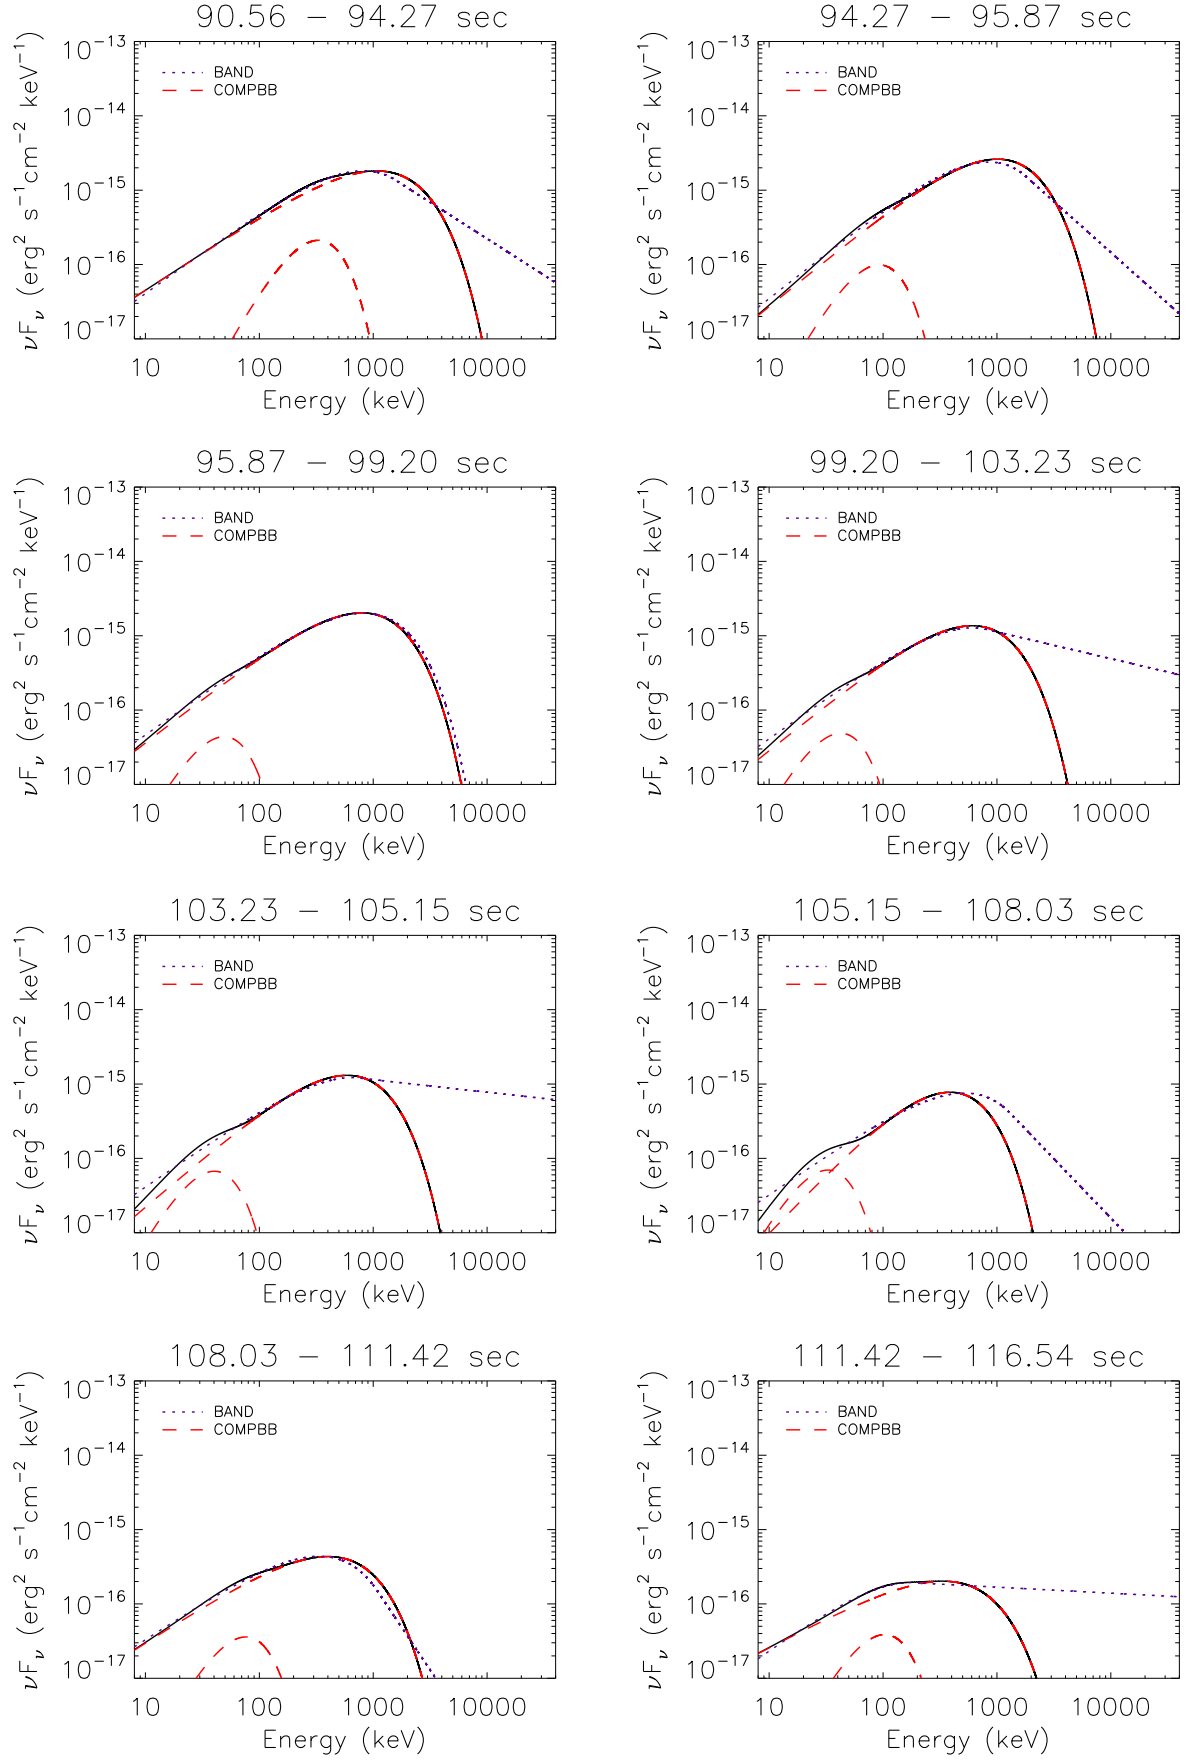 90.56 − 94.27 sec
νFν (erg² s⁻¹cm⁻² keV⁻¹)
10⁻¹³
10⁻¹⁴
10⁻¹⁵
10⁻¹⁶
10⁻¹⁷
BAND
COMPBB
10 100 1000 10000
Energy (keV)
94.27 − 95.87 sec
νFν (erg² s⁻¹cm⁻² keV⁻¹)
10⁻¹³
10⁻¹⁴
10⁻¹⁵
10⁻¹⁶
10⁻¹⁷
BAND
COMPBB
10 100 1000 10000
Energy (keV)
95.87 − 99.20 sec
νFν (erg² s⁻¹cm⁻² keV⁻¹)
10⁻¹³
10⁻¹⁴
10⁻¹⁵
10⁻¹⁶
10⁻¹⁷
BAND
COMPBB
10 100 1000 10000
Energy (keV)
99.20 − 103.23 sec
νFν (erg² s⁻¹cm⁻² keV⁻¹)
10⁻¹³
10⁻¹⁴
10⁻¹⁵
10⁻¹⁶
10⁻¹⁷
BAND
COMPBB
10 100 1000 10000
Energy (keV)
103.23 − 105.15 sec
νFν (erg² s⁻¹cm⁻² keV⁻¹)
10⁻¹³
10⁻¹⁴
10⁻¹⁵
10⁻¹⁶
10⁻¹⁷
BAND
COMPBB
10 100 1000 10000
Energy (keV)
105.15 − 108.03 sec
νFν (erg² s⁻¹cm⁻² keV⁻¹)
10⁻¹³
10⁻¹⁴
10⁻¹⁵
10⁻¹⁶
10⁻¹⁷
BAND
COMPBB
10 100 1000 10000
Energy (keV)
108.03 − 111.42 sec
νFν (erg² s⁻¹cm⁻² keV⁻¹)
10⁻¹³
10⁻¹⁴
10⁻¹⁵
10⁻¹⁶
10⁻¹⁷
BAND
COMPBB
10 100 1000 10000
Energy (keV)
111.42 − 116.54 sec
νFν (erg² s⁻¹cm⁻² keV⁻¹)
10⁻¹³
10⁻¹⁴
10⁻¹⁵
10⁻¹⁶
10⁻¹⁷
BAND
COMPBB
10 100 1000 10000
Energy (keV)